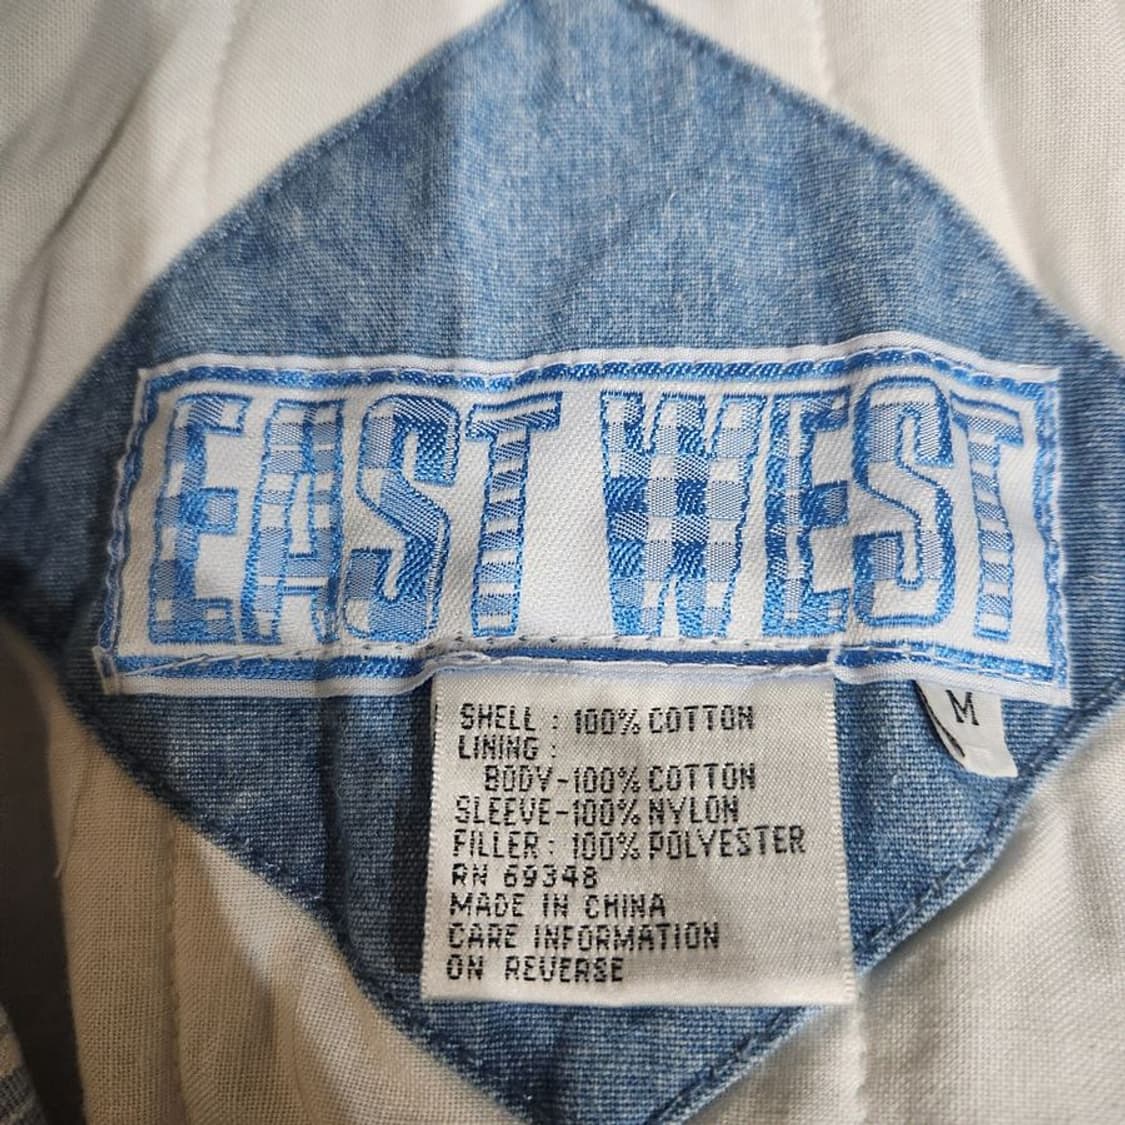 EAST WEST
M
SHELL : 100% COTTON
LINING :
BODY-100% COTTON
SLEEVE-100% NYLON
FILLER : 100% POLYESTER
RN 69348
MADE IN CHINA
CARE INFORMATION
ON REVERSE